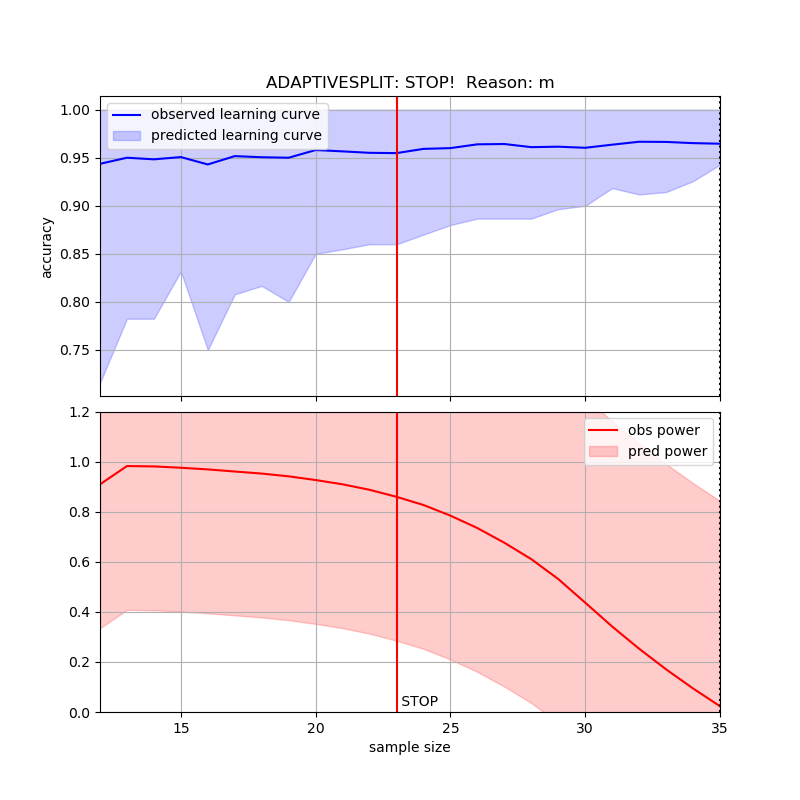 ADAPTIVESPLIT: STOP!  Reason: m
1.00
0.95
0.90
0.85
0.80
0.75
accuracy
observed learning curve
predicted learning curve
1.2
1.0
0.8
0.6
0.4
0.2
0.0
obs power
pred power
STOP
15
20
25
30
35
sample size